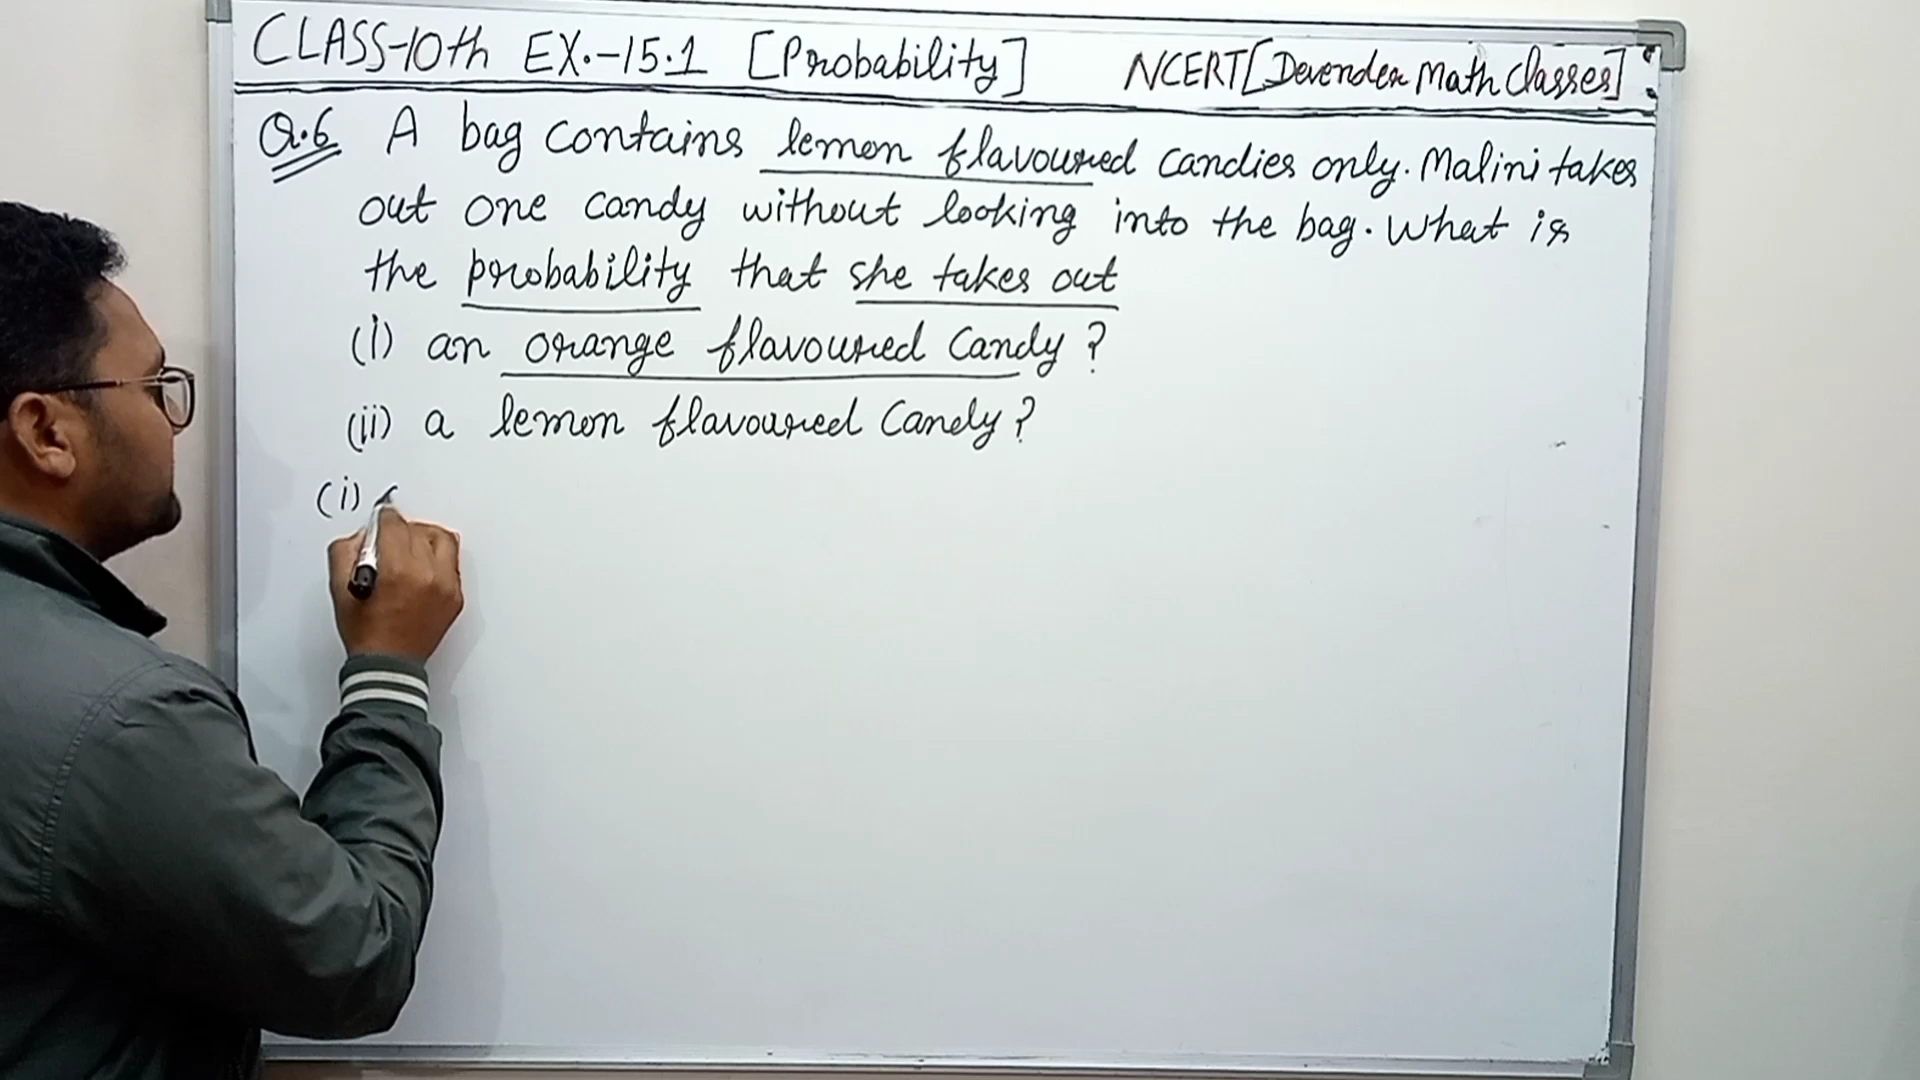 CLASS-10th EX.-15.1 [Probability] NCERT[Devender Math Classes]
Q.6 A bag contains lemon flavoured candies only. Malini takes
out one candy without looking into the bag. What is
the probability that she takes out
(i) an orange flavoured candy?
(ii) a lemon flavoured Candy?
(i)